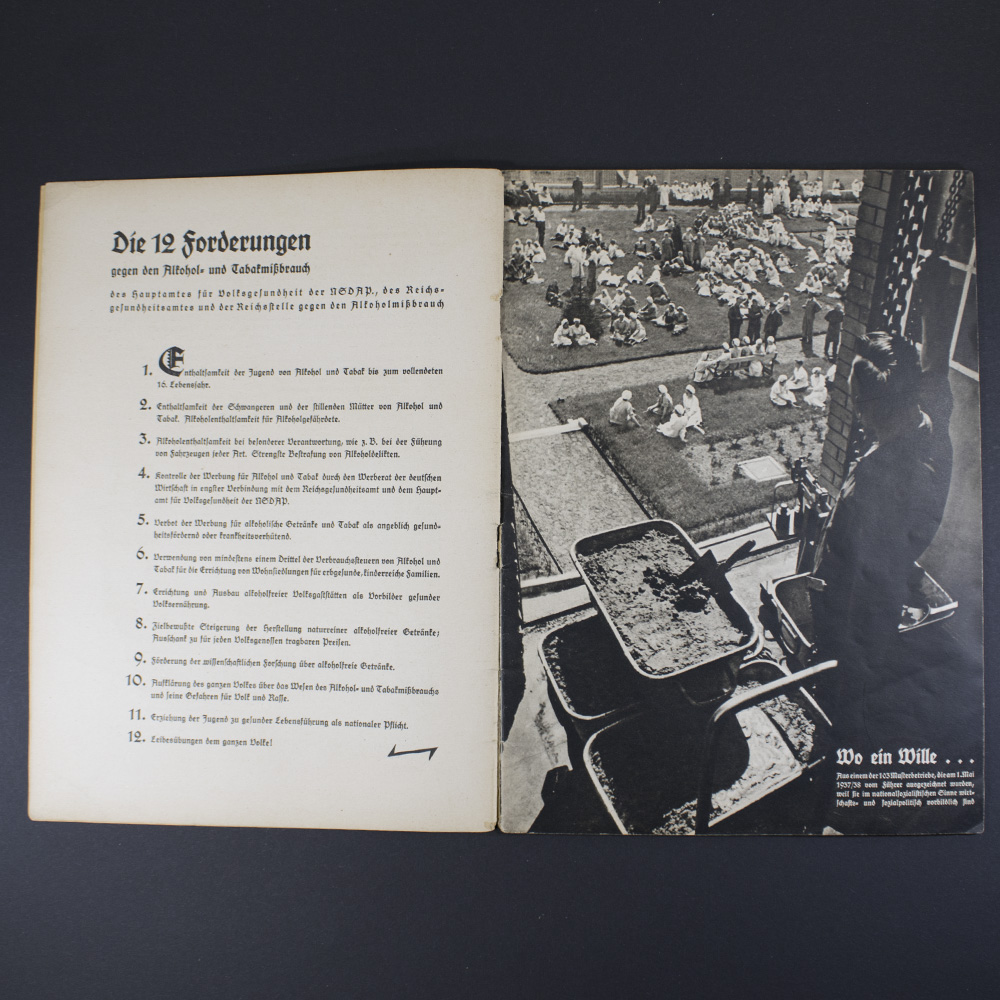 Die 12 Forderungen
gegen den Alkohol- und Tabakmißbrauch
des Hauptamtes für Volksgesundheit der NSDAP., des Reichs-
gesundheitsamtes und der Reichsstelle gegen den Alkoholmißbrauch
1. Enthaltsamkeit der Jugend von Alkohol und Tabak bis zum vollendeten
16. Lebensjahr.
2. Enthaltsamkeit der Schwangeren und der stillenden Mütter von Alkohol und
Tabak. Alkoholenthaltsamkeit für Alkoholgefährdete.
3. Alkoholenthaltsamkeit bei besonderer Verantwortung, wie z. B. bei der Führung
von Fahrzeugen jeder Art. Strengste Bestrafung von Alkoholdelikten.
4. Kontrolle der Werbung für Alkohol und Tabak durch den Werberat der deutschen
Wirtschaft in engster Verbindung mit dem Reichsgesundheitsamt und dem Haupt-
amt für Volksgesundheit der NSDAP.
5. Verbot der Werbung für alkoholische Getränke und Tabak als angeblich gesund-
heitsfördernd oder krankheitsverhütend.
6. Verwendung von mindestens einem Drittel der Verbrauchssteuern von Alkohol und
Tabak für die Errichtung von Wohnsiedlungen für erbgesunde, kinderreiche Familien.
7. Errichtung und Ausbau alkoholfreier Volksgaststätten als Vorbilder gesunder
Volksernährung.
8. Zielbewußte Steigerung der Herstellung naturreiner alkoholfreier Getränke;
Ausschank zu für jeden Volksgenossen tragbaren Preisen.
9. Förderung der wissenschaftlichen Forschung über alkoholfreie Getränke.
10. Aufklärung des ganzen Volkes über das Wesen des Alkohol- und Tabakmißbrauchs
und seine Gefahren für Volk und Rasse.
11. Erziehung der Jugend zu gesunder Lebensführung als nationaler Pflicht.
12. Leibesübungen dem ganzen Volke!
Wo ein Wille . . .
Aus einem der 103 Musterbetriebe, die am 1. Mai
1937/38 vom Führer ausgezeichnet worden,
weil sie im nationalsozialistischen Sinne wirt-
schafts- und sozialpolitisch vorbildlich sind